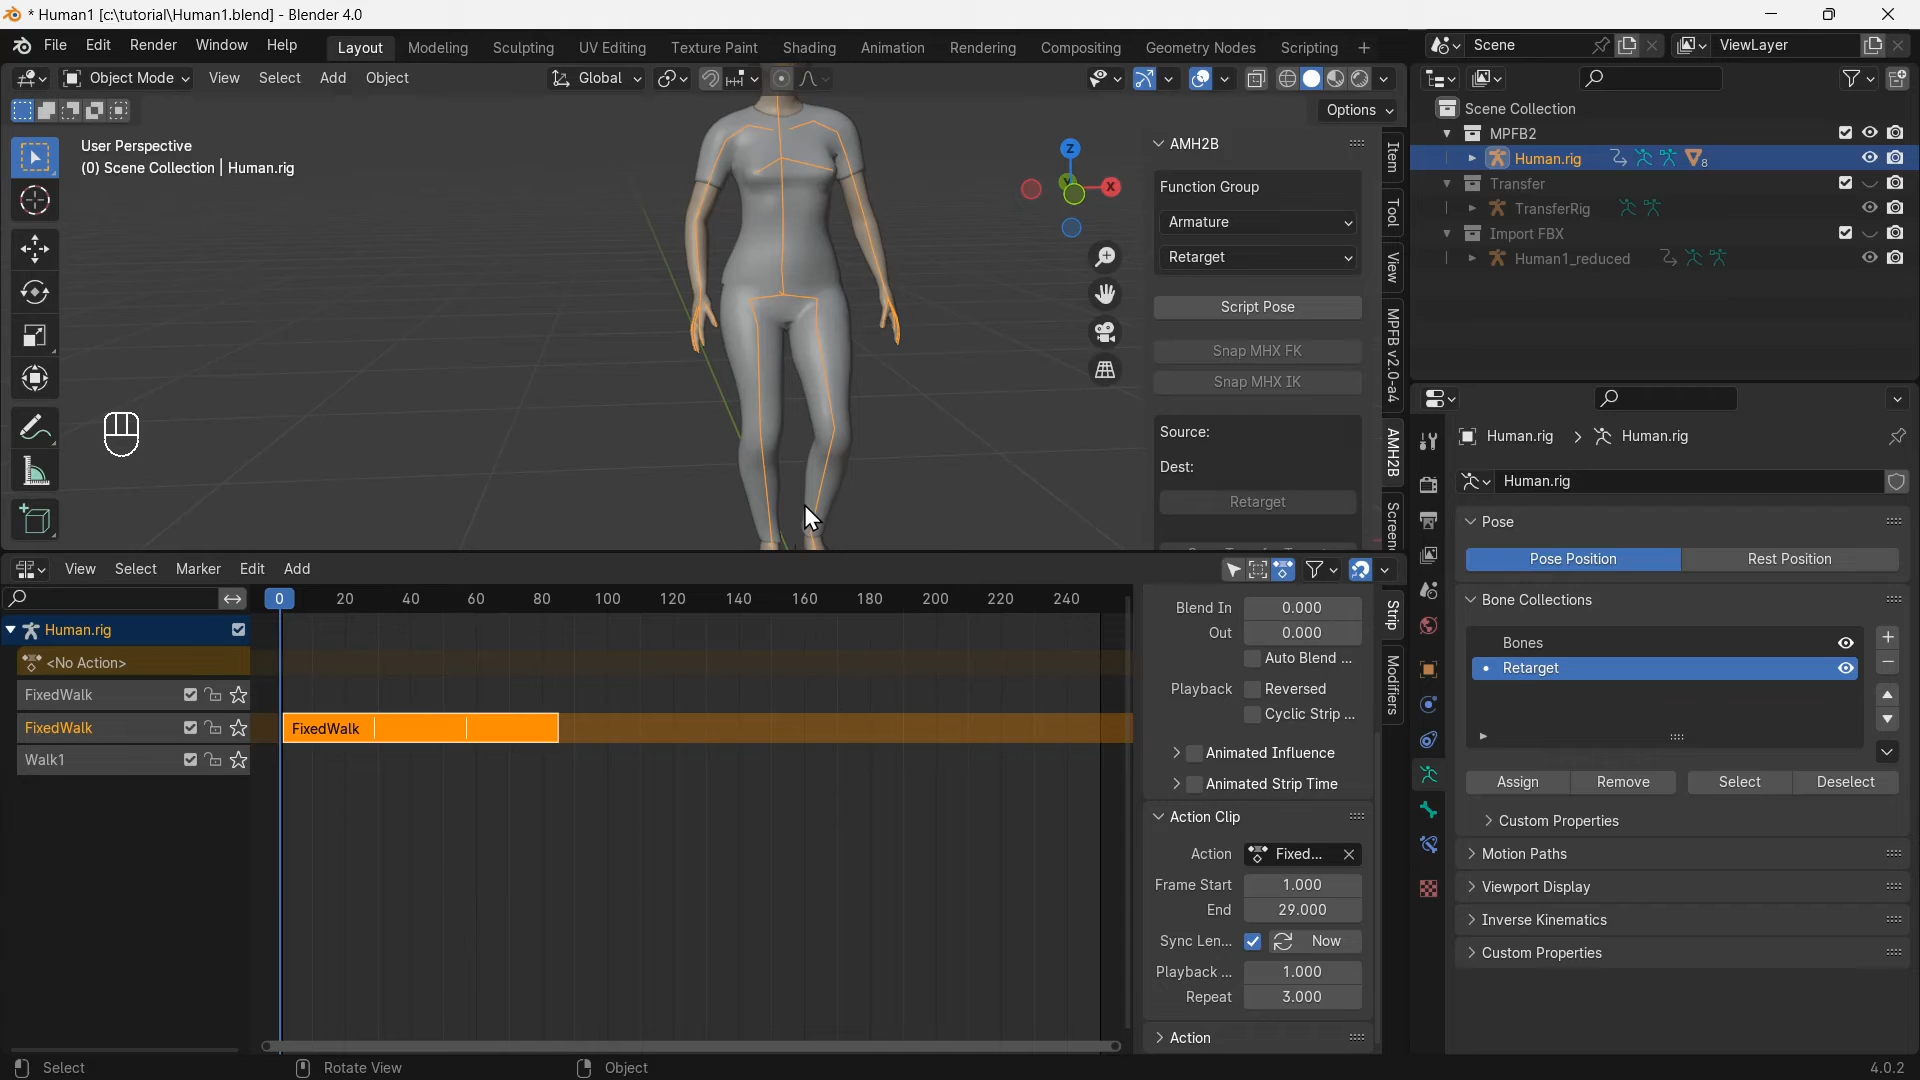 * Human1 [c:\tutorial\Human1.blend] - Blender 4.0
File Edit Render Window Help Layout Modeling Sculpting UV Editing Texture Paint Shading Animation Rendering Compositing Geometry Nodes Scripting + Scene ViewLayer
Object Mode View Select Add Object Global
Options
User Perspective
(0) Scene Collection | Human.rig
Z
X
Y
AMH2B
Function Group
Armature
Retarget
Script Pose
Snap MHX FK
Snap MHX IK
Source:
Dest:
Retarget
Item
Tool
View
MPFB v2.0-a4
AMH2B
Screenc
Scene Collection
MPFB2
Human.rig 8
Transfer
TransferRig
Import FBX
Human1_reduced
Human.rig > Human.rig
Human.rig
Pose
Pose Position Rest Position
Bone Collections
Bones
Retarget
Assign Remove Select Deselect
Custom Properties
Motion Paths
Viewport Display
Inverse Kinematics
Custom Properties
View Select Marker Edit Add
0 20 40 60 80 100 120 140 160 180 200 220 240
Human.rig
<No Action>
FixedWalk
FixedWalk FixedWalk
Walk1
Blend In 0.000
Out 0.000
Auto Blend ...
Playback Reversed
Cyclic Strip ...
Animated Influence
Animated Strip Time
Action Clip
Action Fixed...
Frame Start 1.000
End 29.000
Sync Len... Now
Playback ... 1.000
Repeat 3.000
Action
Strip
Modifiers
Select Rotate View Object 4.0.2